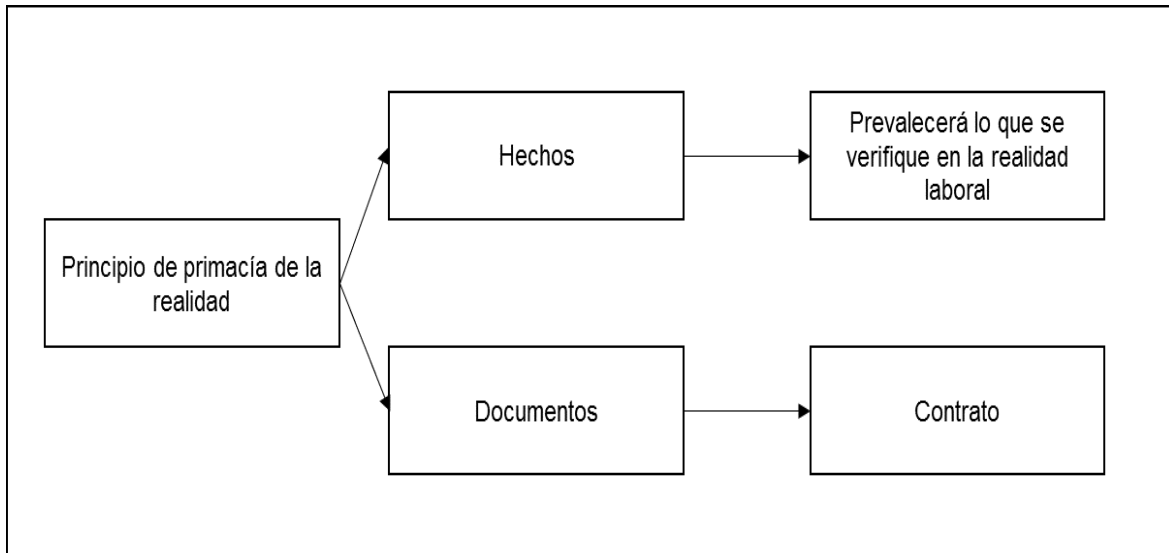 Principio de primacía de la
realidad
Hechos
Prevalecerá lo que se
verifique en la realidad
laboral
Documentos
Contrato